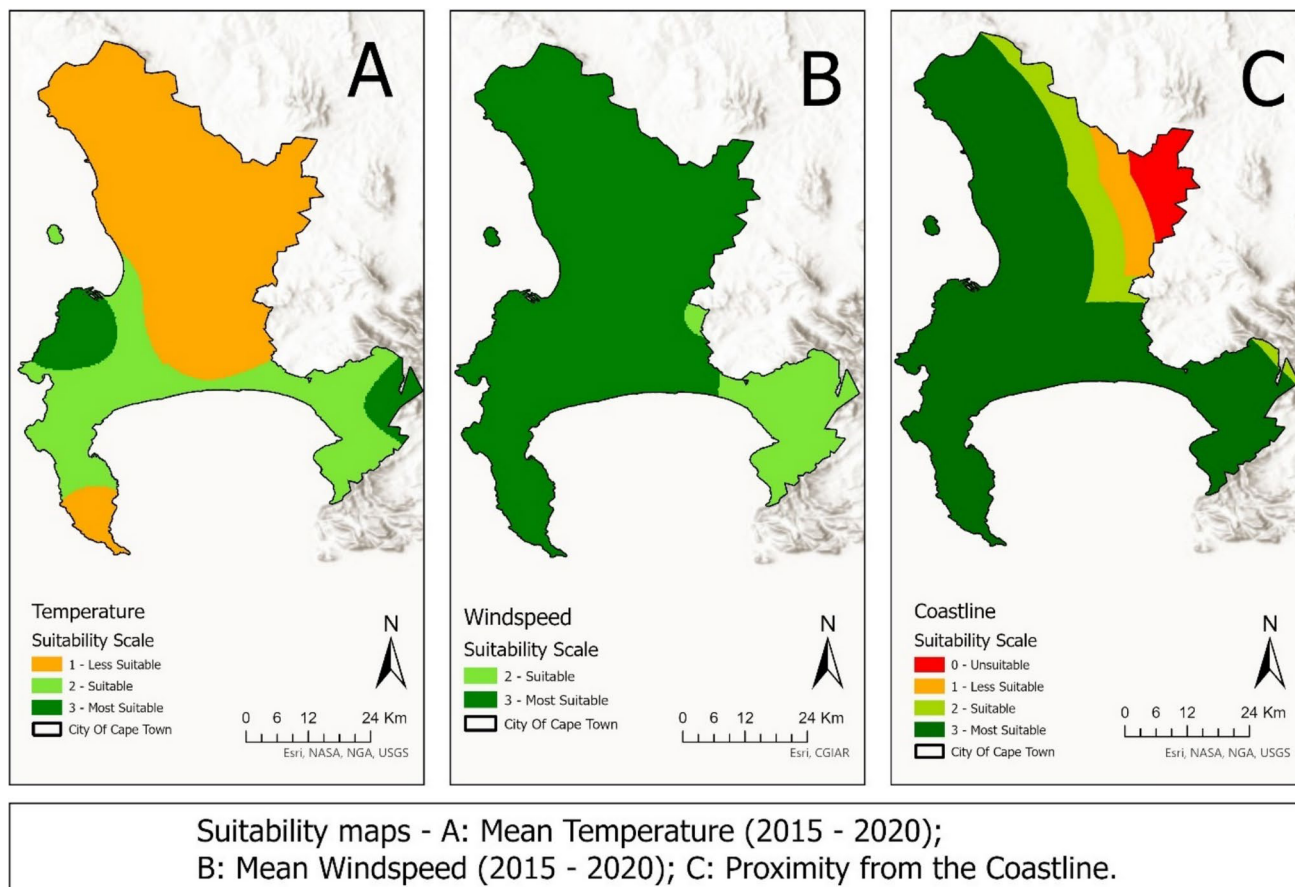 A
Temperature
Suitability Scale
1 - Less Suitable
2 - Suitable
3 - Most Suitable
City Of Cape Town
N
0 6 12 24 Km
Esri, NASA, NGA, USGS
B
Windspeed
Suitability Scale
2 - Suitable
3 - Most Suitable
City Of Cape Town
N
0 6 12 24 Km
Esri, CGIAR
C
Coastline
Suitability Scale
0 - Unsuitable
1 - Less Suitable
2 - Suitable
3 - Most Suitable
City Of Cape Town
N
0 6 12 24 Km
Esri, NASA, NGA, USGS
Suitability maps - A: Mean Temperature (2015 - 2020);
B: Mean Windspeed (2015 - 2020); C: Proximity from the Coastline.